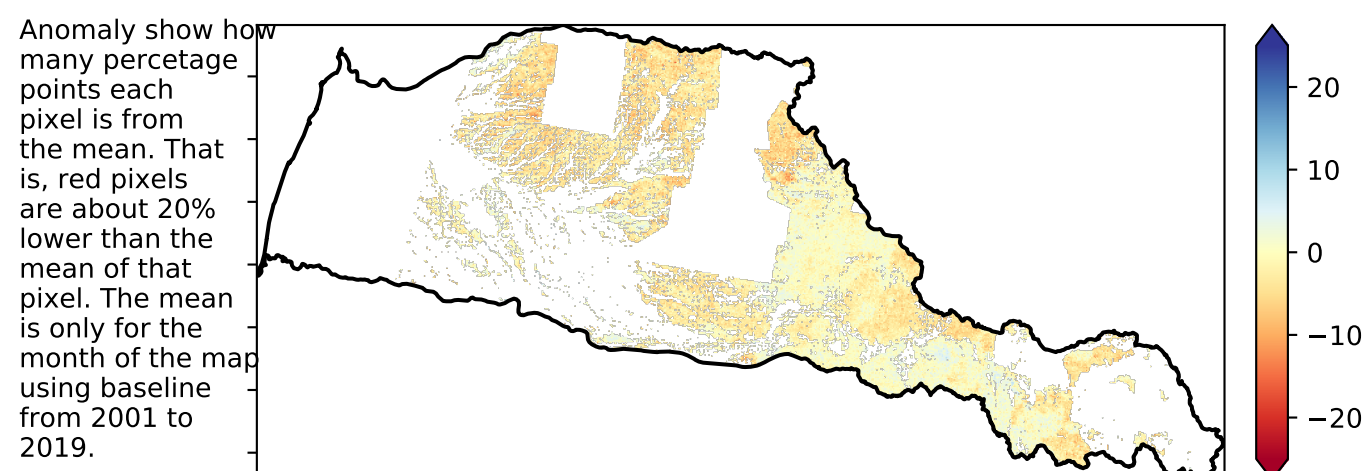 Anomaly show how
many percetage
points each
pixel is from
the mean. That
is, red pixels
are about 20%
lower than the
mean of that
pixel. The mean
is only for the
month of the map
using baseline
from 2001 to
2019.
20
10
0
−10
−20